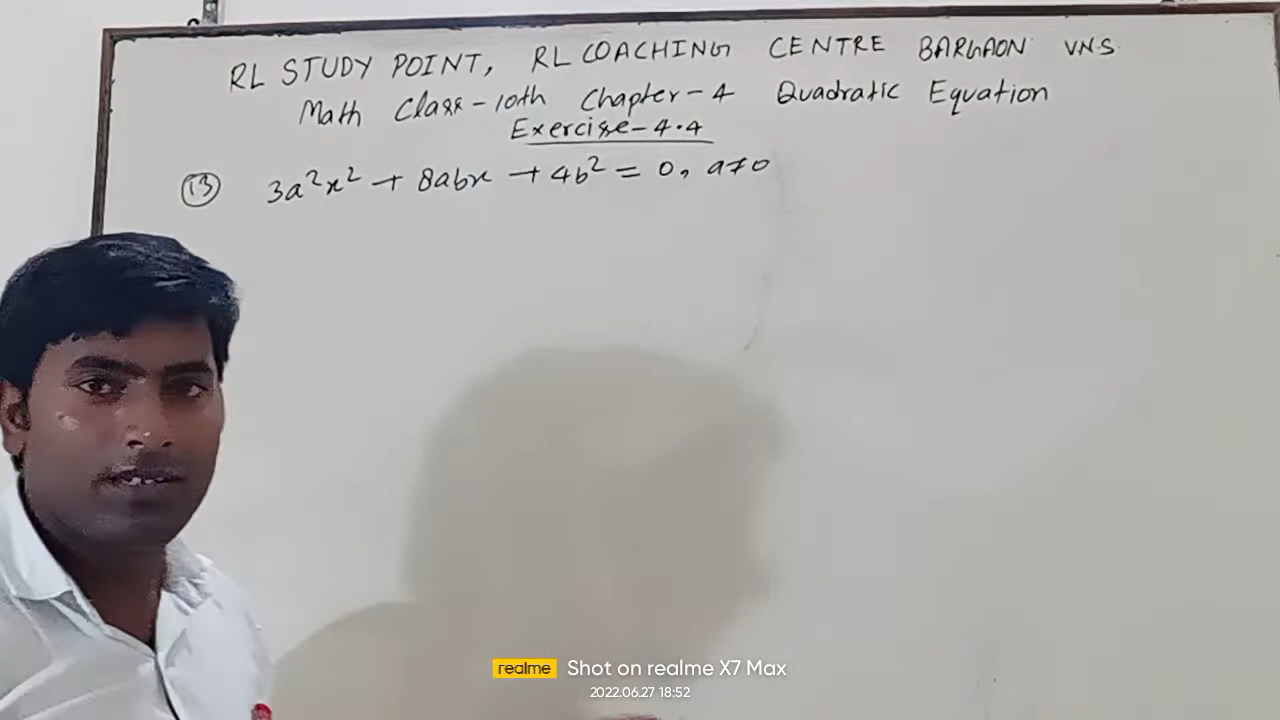 RL STUDY POINT, RL COACHING CENTRE BARGAON VNS.
Math Class-10th Chapter-4 Quadratic Equation
Exercise-4.4
(13) 3a²x² + 8abx + 4b² = 0, a≠0
realme Shot on realme X7 Max
2022.06.27 18:52